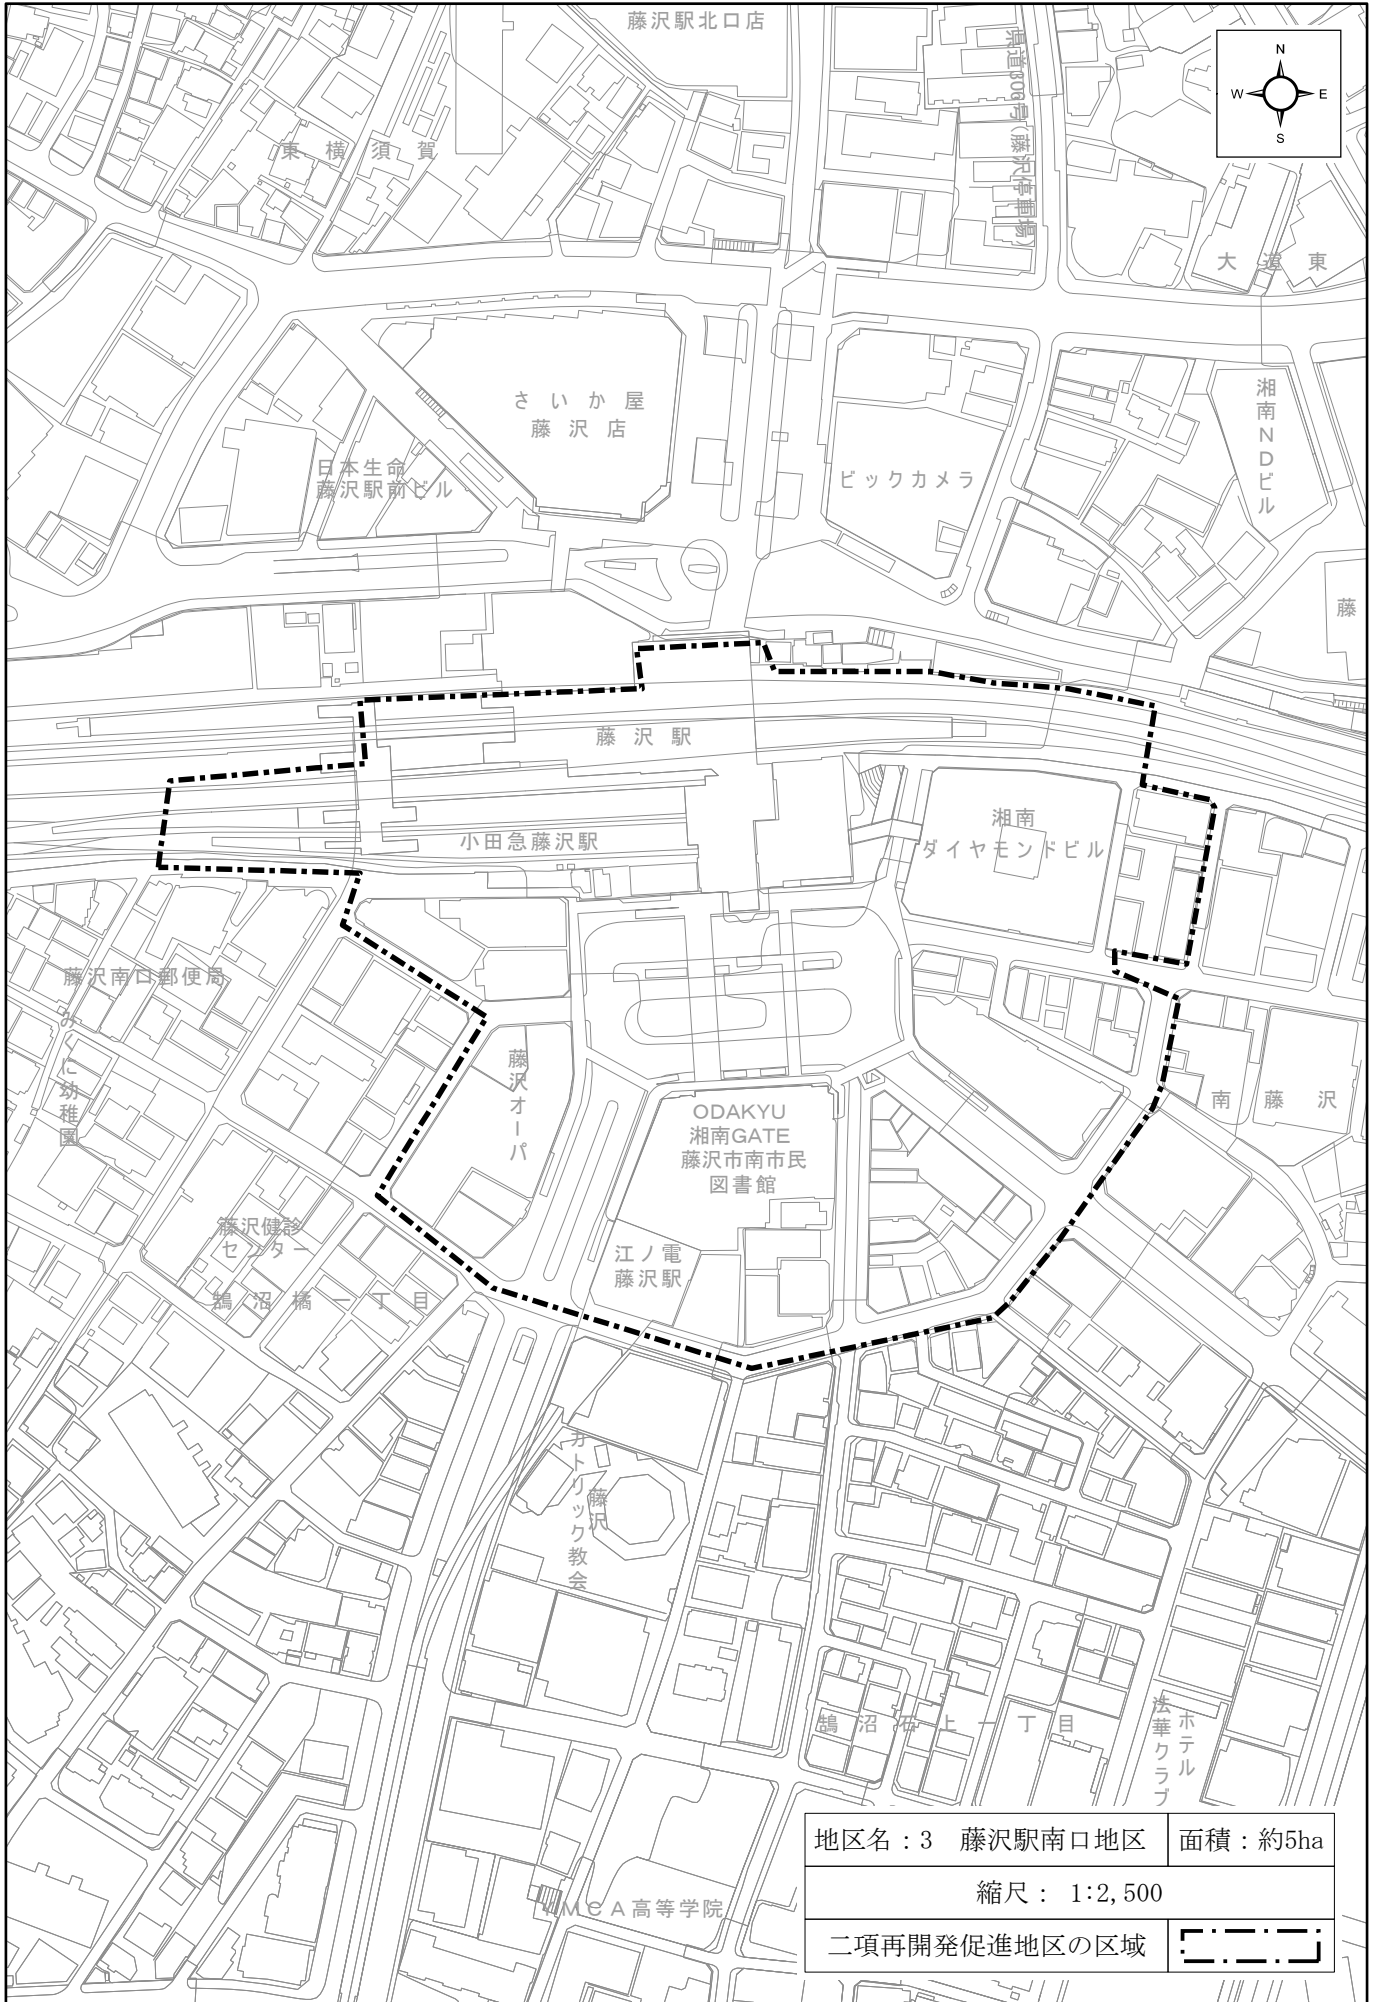 藤沢駅北口店
県道306号(藤沢停車場)
N
W
E
S
東横須賀
大道東
さいか屋
藤沢店
湘南NDビル
日本生命
藤沢駅前ビル
ビックカメラ
藤
藤沢駅
湘南
ダイヤモンドビル
小田急藤沢駅
藤沢南口郵便局
みくに幼稚園
藤沢オーパ
ODAKYU
湘南GATE
藤沢市南市民
図書館
南藤沢
藤沢健診
センター
江ノ電
藤沢駅
鵠沼橘一丁目
カトリック教会
藤沢
鵠沼石上一丁目
ホテル
法華クラブ
YMCA高等学院
地区名:3 藤沢駅南口地区
面積:約5ha
縮尺: 1:2,500
二項再開発促進地区の区域